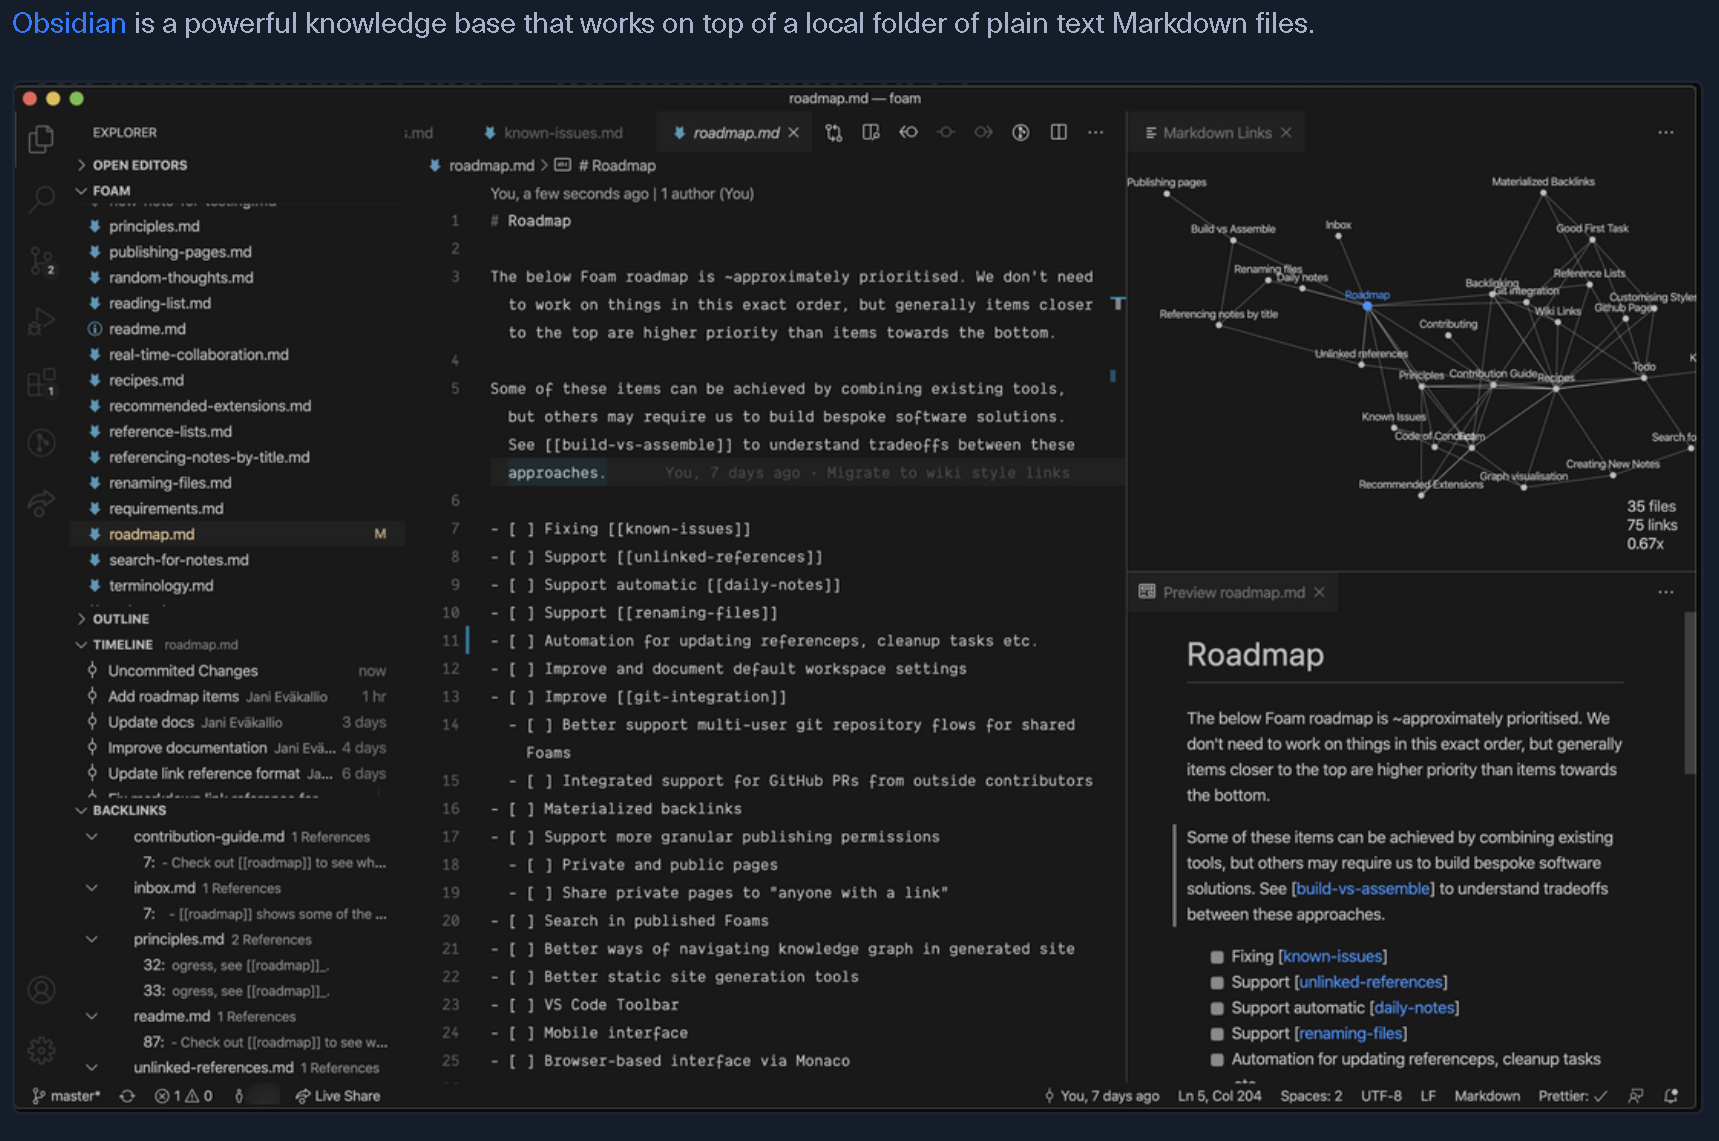 Obsidian is a powerful knowledge base that works on top of a local folder of plain text Markdown files.
roadmap.md — foam
EXPLORER
OPEN EDITORS
FOAM
new-note-for-testing.md
principles.md
publishing-pages.md
random-thoughts.md
reading-list.md
readme.md
real-time-collaboration.md
recipes.md
recommended-extensions.md
reference-lists.md
referencing-notes-by-title.md
renaming-files.md
requirements.md
roadmap.md M
search-for-notes.md
terminology.md
2
1
OUTLINE
TIMELINE roadmap.md
Uncommited Changes now
Add roadmap items Jani Eväkallio 1 hr
Update docs Jani Eväkallio 3 days
Improve documentation Jani Evä... 4 days
Update link reference format Ja... 6 days
Fix markdown link reference for
BACKLINKS
contribution-guide.md 1 References
7: - Check out [[roadmap]] to see wh...
inbox.md 1 References
7: - [[roadmap]] shows some of the ...
principles.md 2 References
32: ogress, see [[roadmap]]_.
33: ogress, see [[roadmap]]_.
readme.md 1 References
87: - Check out [[roadmap]] to see w...
unlinked-references.md 1 References
s.md known-issues.md roadmap.md
roadmap.md > # Roadmap
You, a few seconds ago | 1 author (You)
1 # Roadmap
2
3 The below Foam roadmap is ~approximately prioritised. We don't need
to work on things in this exact order, but generally items closer
to the top are higher priority than items towards the bottom.
4
5 Some of these items can be achieved by combining existing tools,
but others may require us to build bespoke software solutions.
See [[build-vs-assemble]] to understand tradeoffs between these
approaches. You, 7 days ago · Migrate to wiki style links
6
7 - [ ] Fixing [[known-issues]]
8 - [ ] Support [[unlinked-references]]
9 - [ ] Support automatic [[daily-notes]]
10 - [ ] Support [[renaming-files]]
11 - [ ] Automation for updating referenceps, cleanup tasks etc.
12 - [ ] Improve and document default workspace settings
13 - [ ] Improve [[git-integration]]
14 - [ ] Better support multi-user git repository flows for shared
Foams
15 - [ ] Integrated support for GitHub PRs from outside contributors
16 - [ ] Materialized backlinks
17 - [ ] Support more granular publishing permissions
18 - [ ] Private and public pages
19 - [ ] Share private pages to "anyone with a link"
20 - [ ] Search in published Foams
21 - [ ] Better ways of navigating knowledge graph in generated site
22 - [ ] Better static site generation tools
23 - [ ] VS Code Toolbar
24 - [ ] Mobile interface
25 - [ ] Browser-based interface via Monaco
Markdown Links
Publishing pages
Materialized Backlinks
Build vs Assemble
Inbox
Good First Task
Renaming files
Daily notes
Reference Lists
Backlinking
Git integration
Roadmap
Customising Styles
Referencing notes by title
Wiki Links
Github Pages
Contributing
Unlinked references
K
Todo
Principles
Contribution Guide
Recipes
Known Issues
Code of Conduct
Search fo
Creating New Notes
Recommended Extensions
Graph visualisation
35 files
75 links
0.67x
Preview roadmap.md
Roadmap
The below Foam roadmap is ~approximately prioritised. We
don't need to work on things in this exact order, but generally
items closer to the top are higher priority than items towards
the bottom.
Some of these items can be achieved by combining existing
tools, but others may require us to build bespoke software
solutions. See [build-vs-assemble] to understand tradeoffs
between these approaches.
Fixing [known-issues]
Support [unlinked-references]
Support automatic [daily-notes]
Support [renaming-files]
Automation for updating referenceps, cleanup tasks
etc.
master* 1 0 Live Share You, 7 days ago Ln 5, Col 204 Spaces: 2 UTF-8 LF Markdown Prettier: ✓